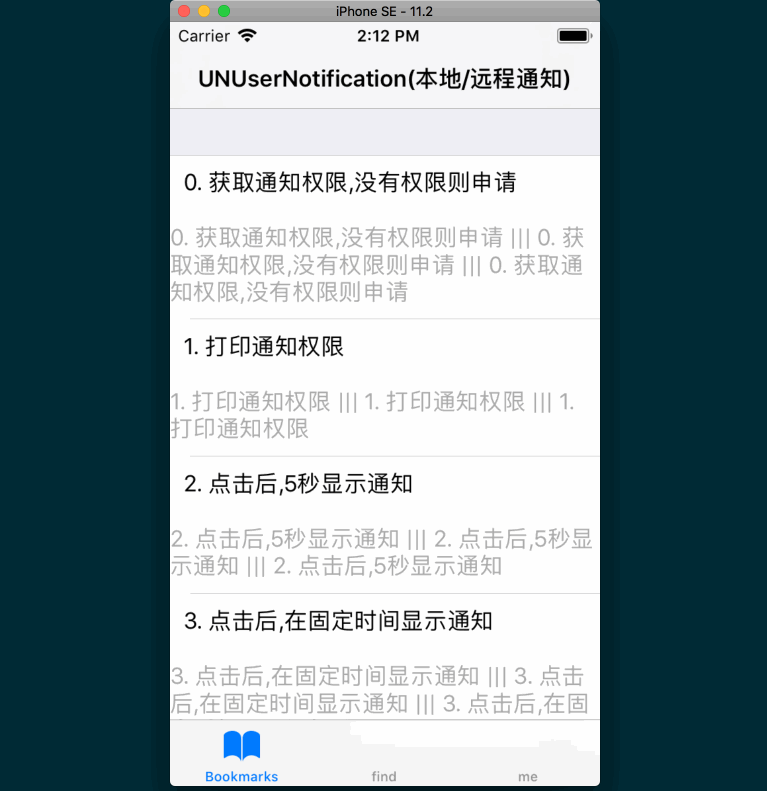 iPhone SE - 11.2
Carrier 2:12 PM
UNUserNotification(本地/远程通知)
0. 获取通知权限,没有权限则申请
0. 获取通知权限,没有权限则申请 ||| 0. 获
取通知权限,没有权限则申请 ||| 0. 获取通
知权限,没有权限则申请
1. 打印通知权限
1. 打印通知权限 ||| 1. 打印通知权限 ||| 1.
打印通知权限
2. 点击后,5秒显示通知
2. 点击后,5秒显示通知 ||| 2. 点击后,5秒显
示通知 ||| 2. 点击后,5秒显示通知
3. 点击后,在固定时间显示通知
3. 点击后,在固定时间显示通知 ||| 3. 点击
后,在固定时间显示通知 ||| 3. 点击后,在固
Bookmarks find me